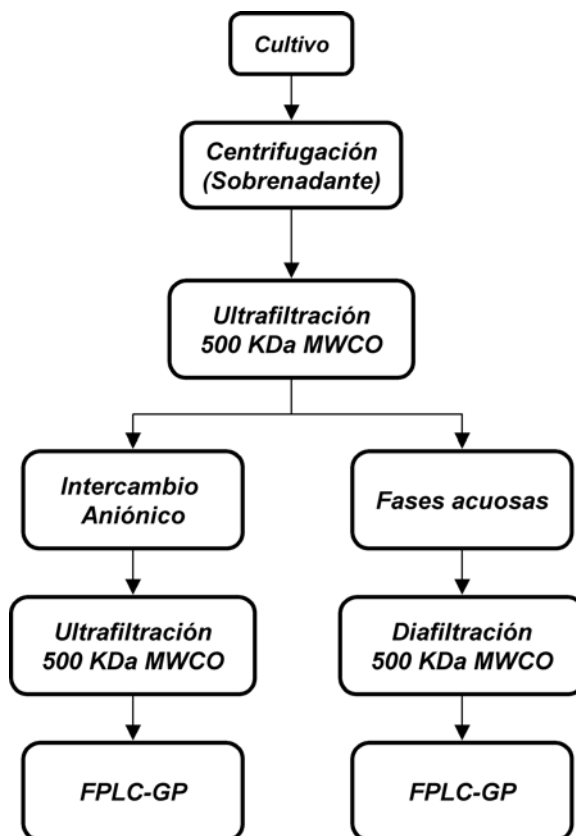 Cultivo
Centrifugación
(Sobrenadante)
Ultrafiltración
500 KDa MWCO
Intercambio
Aniónico
Fases acuosas
Ultrafiltración
500 KDa MWCO
Diafiltración
500 KDa MWCO
FPLC-GP
FPLC-GP